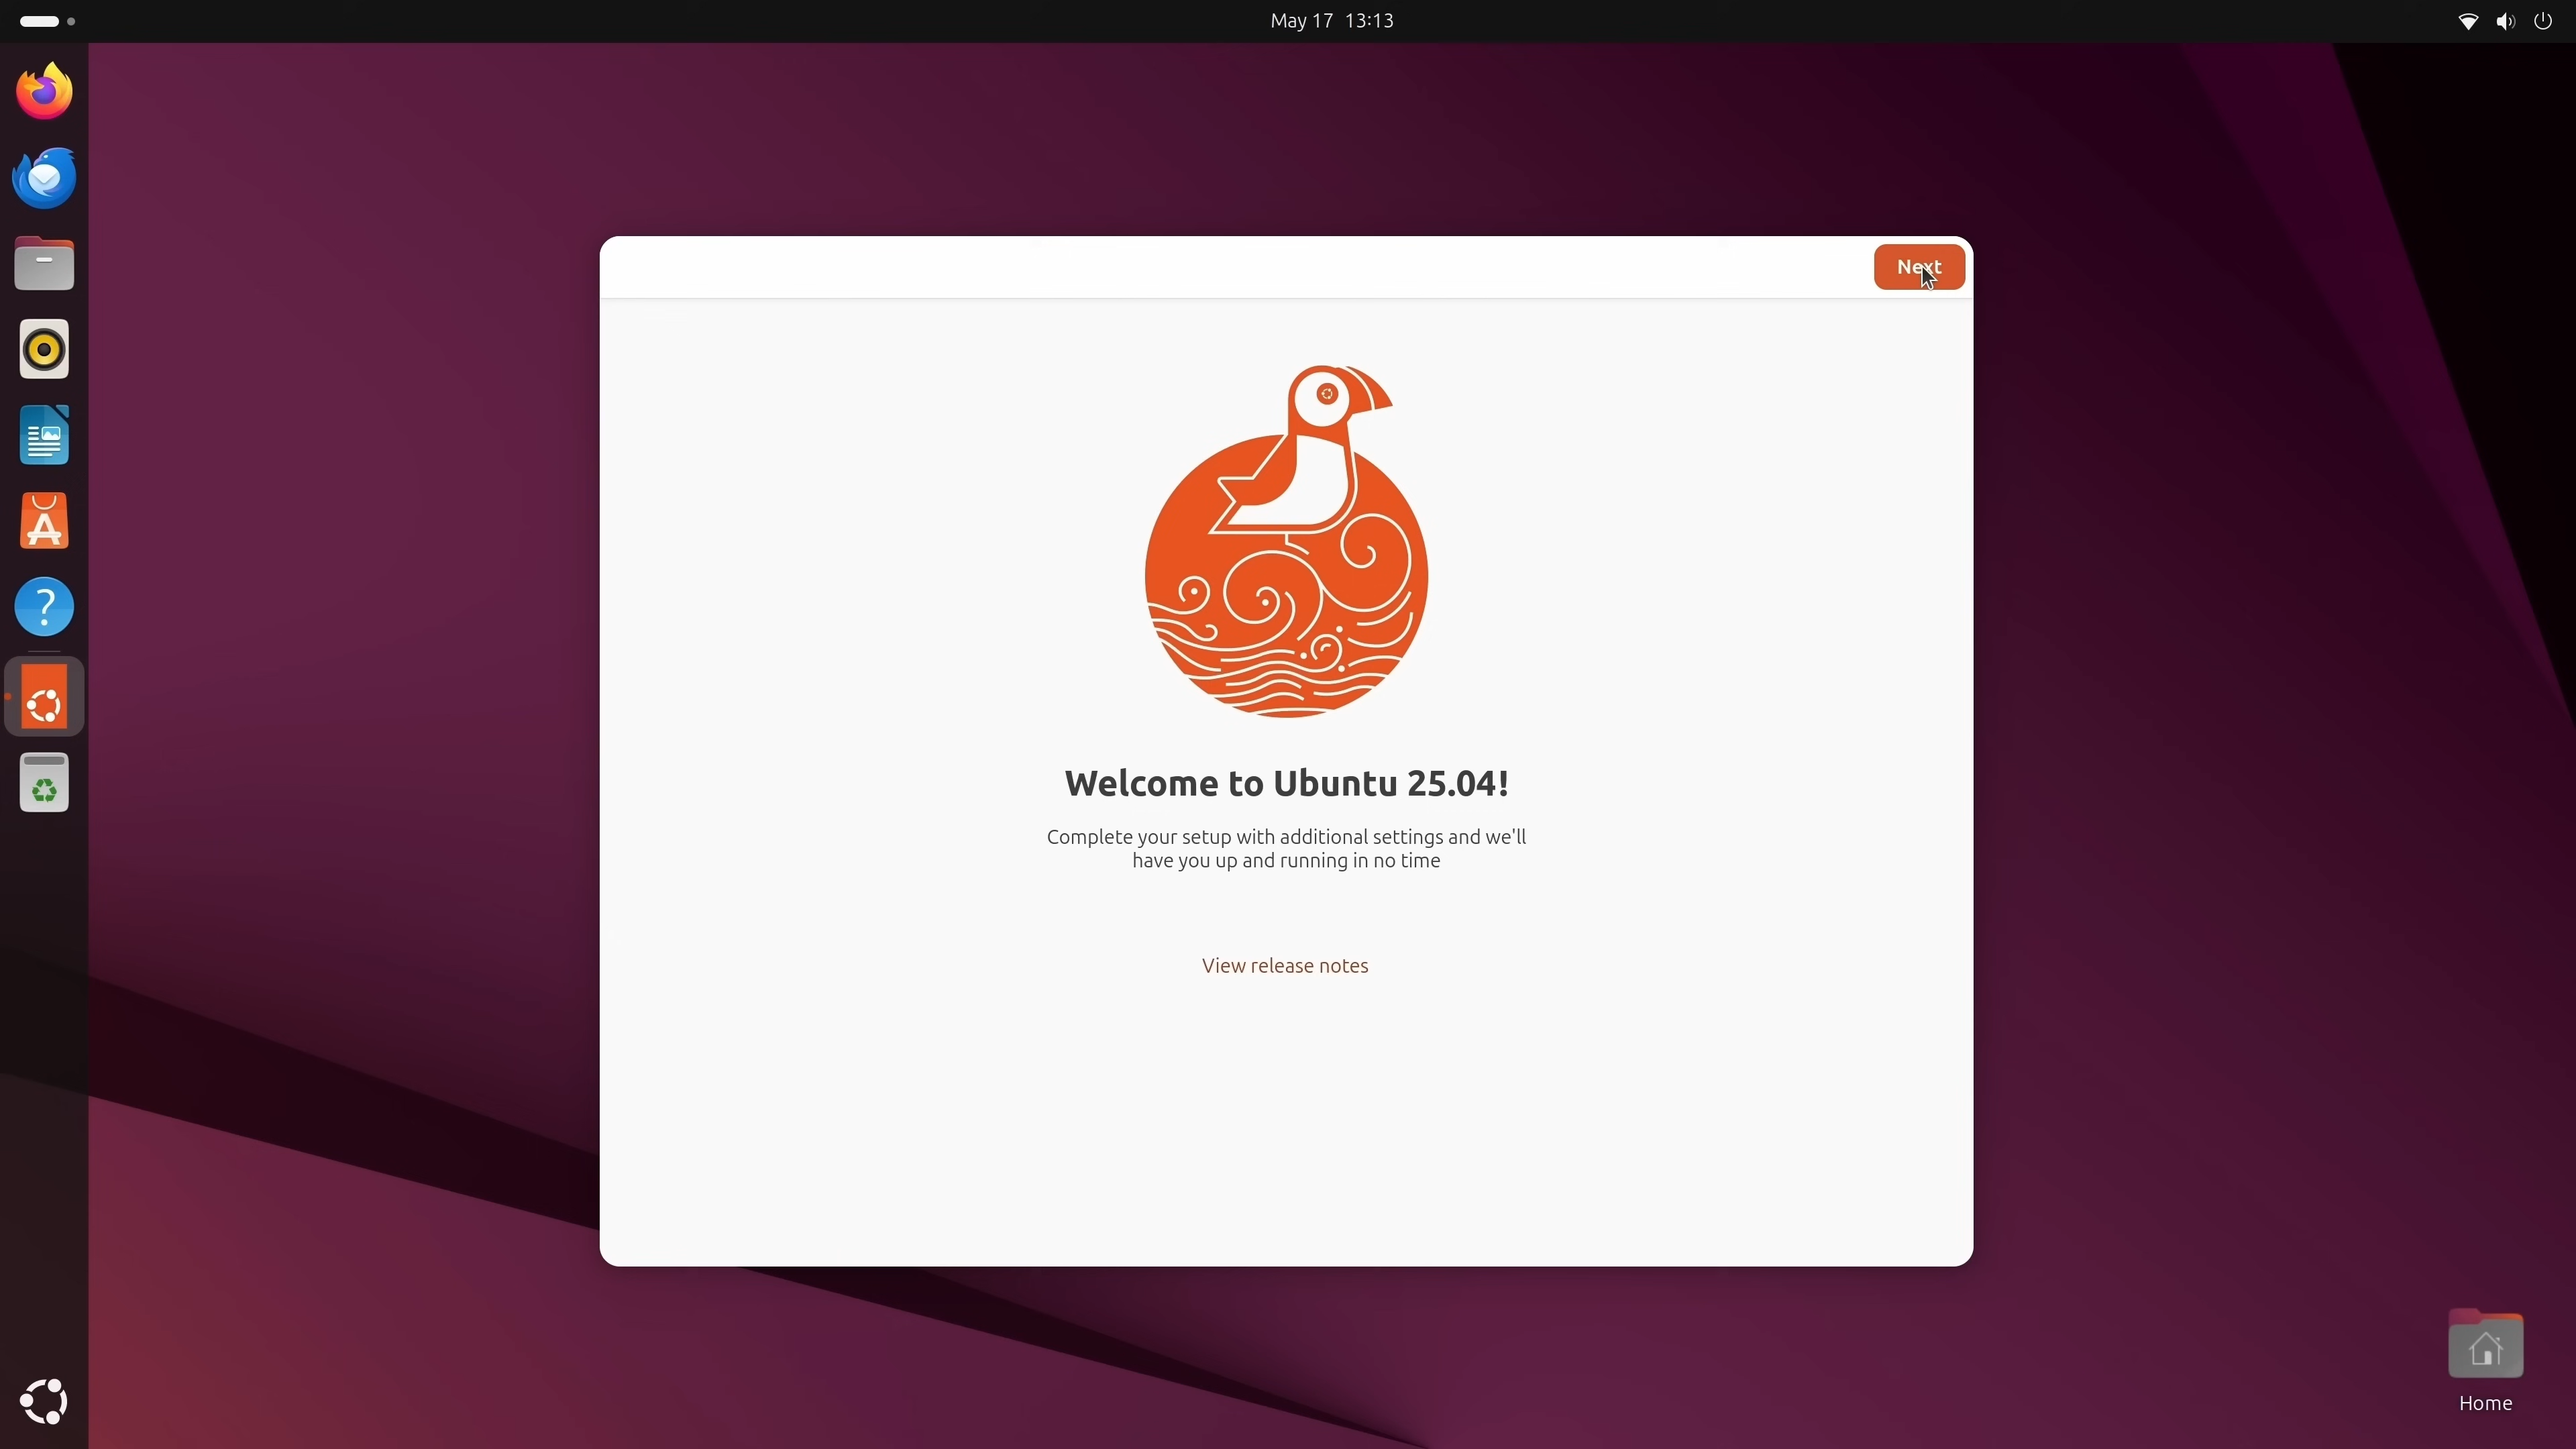 May 17 13:13
Next
Welcome to Ubuntu 25.04!
Complete your setup with additional settings and we'll
have you up and running in no time
View release notes
Home